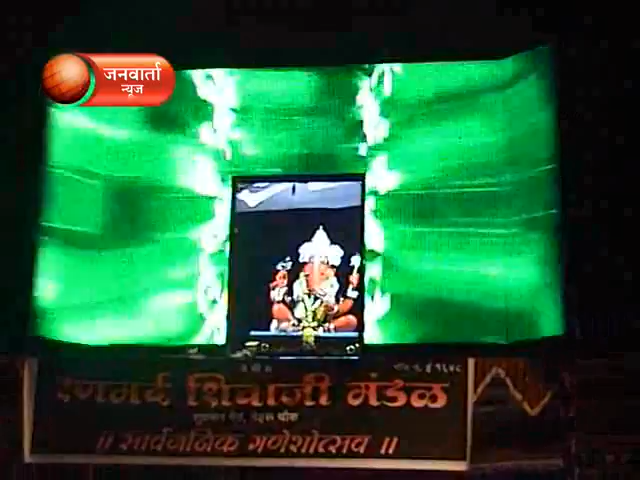 जनवार्ता
न्यूज
रणमर्द शिवाजी मंडळ
॥ सार्वजनिक गणेशोत्सव ॥